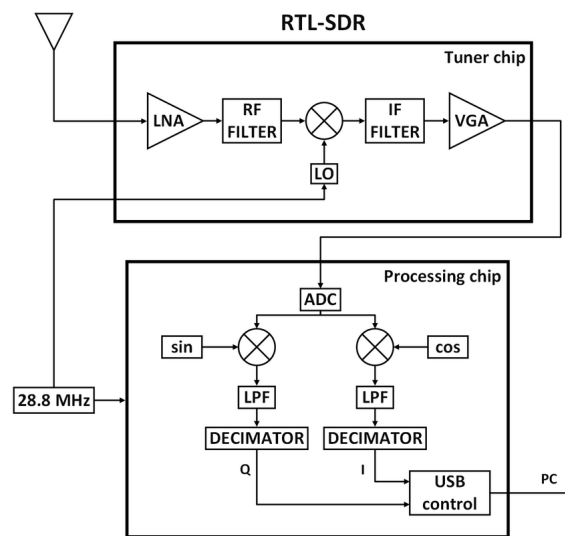 RTL-SDR
Tuner chip
LNA
RF
FILTER
IF
FILTER
VGA
LO
Processing chip
ADC
sin
cos
28.8 MHz
LPF
LPF
DECIMATOR
DECIMATOR
Q
I
USB
control
PC